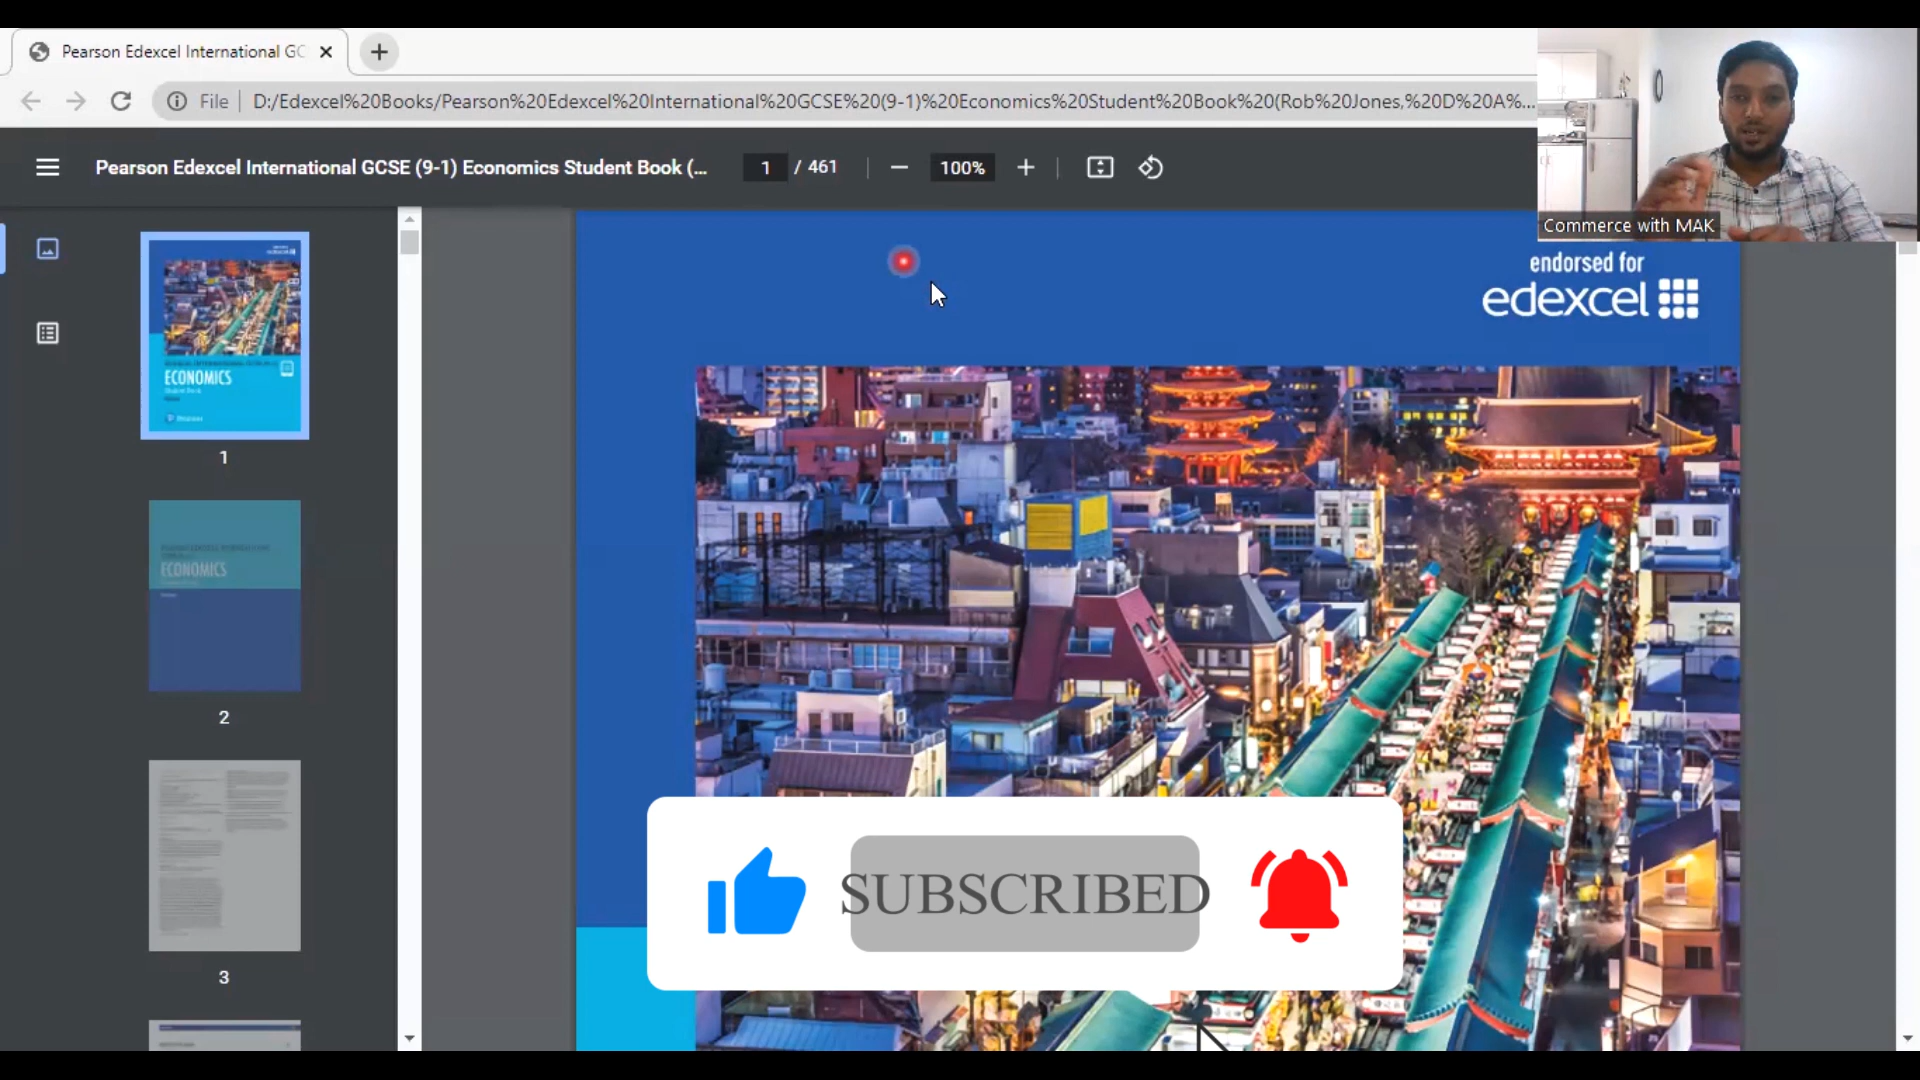 Pearson Edexcel International GC
File
D:/Edexcel%20Books/Pearson%20Edexcel%20International%20GCSE%20(9-1)%20Economics%20Student%20Book%20(Rob%20Jones,%20D%20A%...
Pearson Edexcel International GCSE (9-1) Economics Student Book (...
1 / 461
100%
Commerce with MAK
endorsed for
edexcel
ECONOMICS
1
ECONOMICS
2
3
SUBSCRIBED